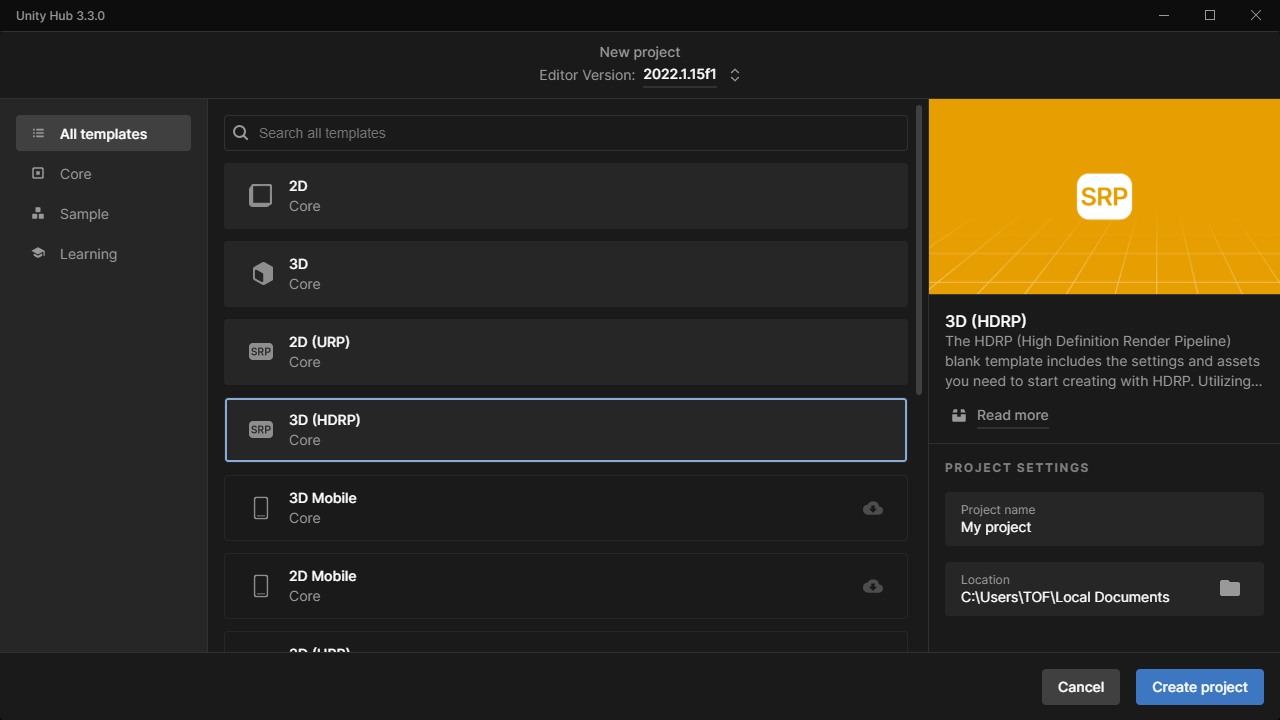 Unity Hub 3.3.0
New project
Editor Version: 2022.1.15f1
All templates
Core
Sample
Learning
Search all templates
2D
Core
3D
Core
SRP
2D (URP)
Core
SRP
3D (HDRP)
Core
3D Mobile
Core
2D Mobile
Core
SRP
3D (HDRP)
The HDRP (High Definition Render Pipeline)
blank template includes the settings and assets
you need to start creating with HDRP. Utilizing...
Read more
PROJECT SETTINGS
Project name
My project
Location
C:\Users\TOF\Local Documents
Cancel
Create project